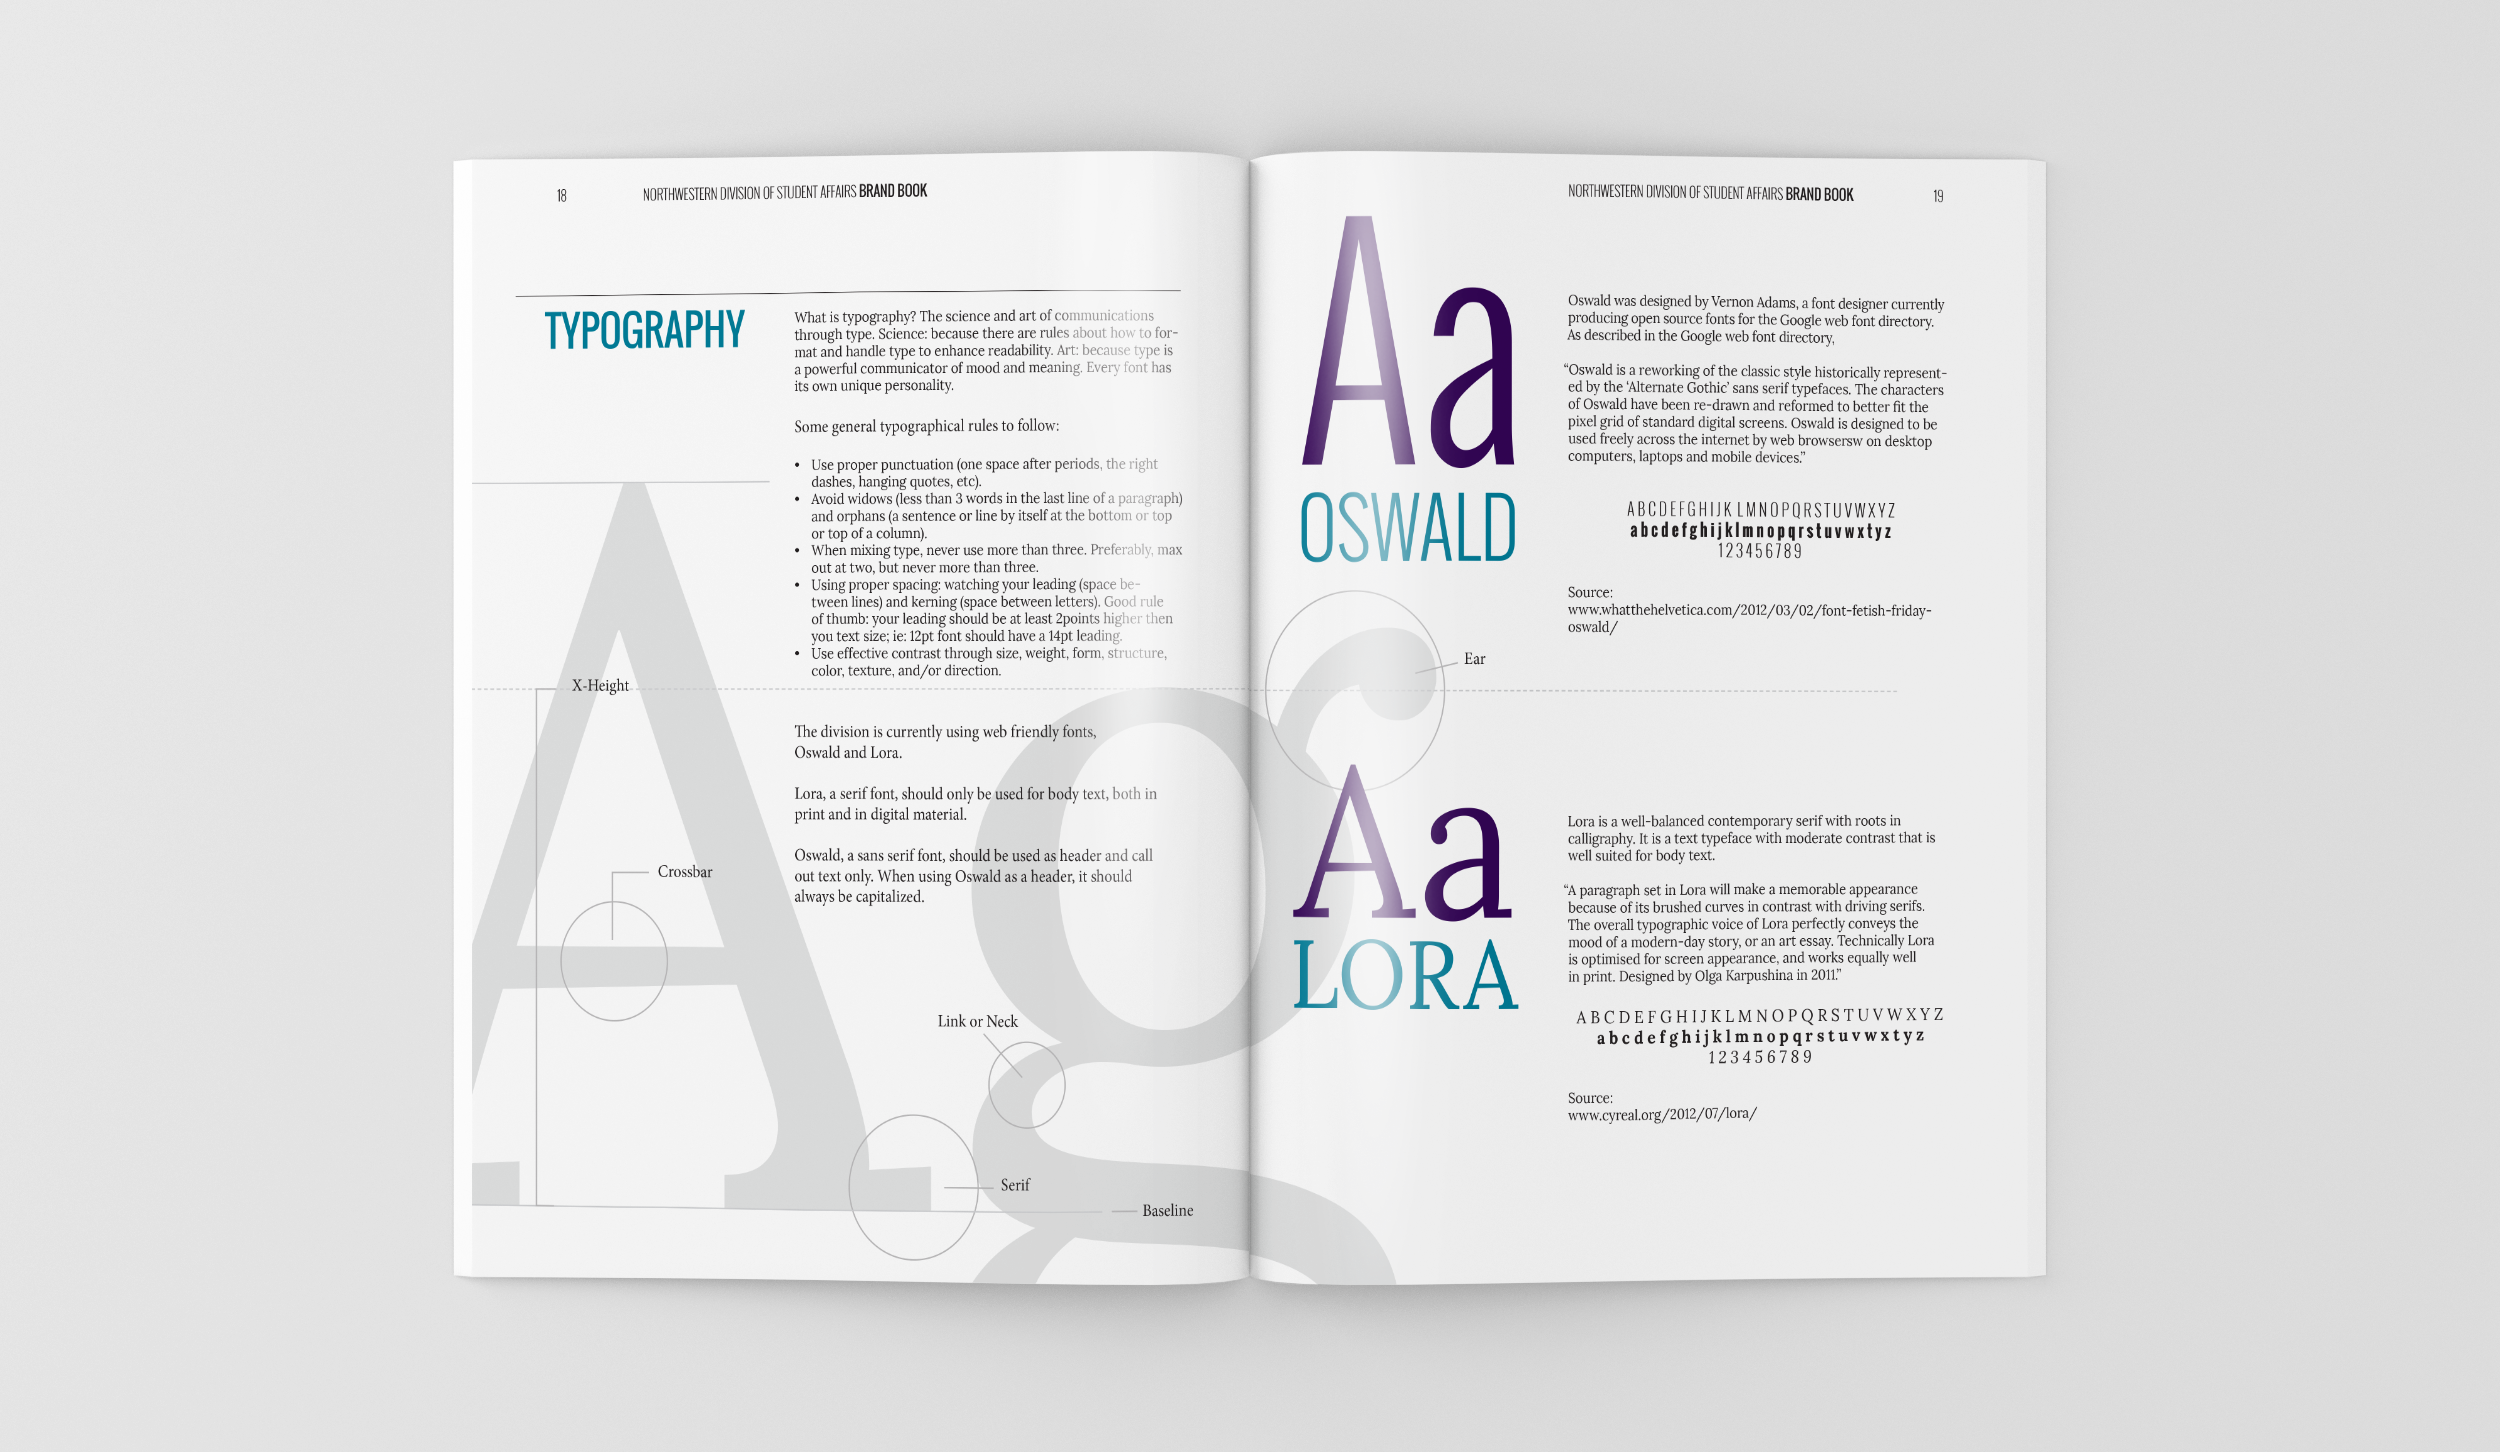 18
NORTHWESTERN DIVISION OF STUDENT AFFAIRS BRAND BOOK
TYPOGRAPHY
What is typography? The science and art of communications
through type. Science: because there are rules about how to for-
mat and handle type to enhance readability. Art: because type is
a powerful communicator of mood and meaning. Every font has
its own unique personality.
Some general typographical rules to follow:
• Use proper punctuation (one space after periods, the right
dashes, hanging quotes, etc).
• Avoid widows (less than 3 words in the last line of a paragraph)
and orphans (a sentence or line by itself at the bottom or top
or top of a column).
• When mixing type, never use more than three. Preferably, max
out at two, but never more than three.
• Using proper spacing: watching your leading (space be-
tween lines) and kerning (space between letters). Good rule
of thumb: your leading should be at least 2points higher then
you text size; ie: 12pt font should have a 14pt leading.
• Use effective contrast through size, weight, form, structure,
color, texture, and/or direction.
X-Height
The division is currently using web friendly fonts,
Oswald and Lora.
Lora, a serif font, should only be used for body text, both in
print and in digital material.
Oswald, a sans serif font, should be used as header and call
out text only. When using Oswald as a header, it should
always be capitalized.
Crossbar
Link or Neck
Serif
Baseline
A g
NORTHWESTERN DIVISION OF STUDENT AFFAIRS BRAND BOOK
19
Aa
OSWALD
Oswald was designed by Vernon Adams, a font designer currently
producing open source fonts for the Google web font directory.
As described in the Google web font directory,
“Oswald is a reworking of the classic style historically represent-
ed by the ‘Alternate Gothic’ sans serif typefaces. The characters
of Oswald have been re-drawn and reformed to better fit the
pixel grid of standard digital screens. Oswald is designed to be
used freely across the internet by web browsersw on desktop
computers, laptops and mobile devices.”
ABCDEFGHIJK LMNOPQRSTUVWXYZ
abcdefghijklmnopqrstuvwxtyz
123456789
Source:
www.whatthehelvetica.com/2012/03/02/font-fetish-friday-
oswald/
Ear
Aa
LORA
Lora is a well-balanced contemporary serif with roots in
calligraphy. It is a text typeface with moderate contrast that is
well suited for body text.
“A paragraph set in Lora will make a memorable appearance
because of its brushed curves in contrast with driving serifs.
The overall typographic voice of Lora perfectly conveys the
mood of a modern-day story, or an art essay. Technically Lora
is optimised for screen appearance, and works equally well
in print. Designed by Olga Karpushina in 2011.”
A B C D E F G H I J K L M N O P Q R S T U V W X Y Z
a b c d e f g h i j k l m n o p q r s t u v w x t y z
1 2 3 4 5 6 7 8 9
Source:
www.cyreal.org/2012/07/lora/